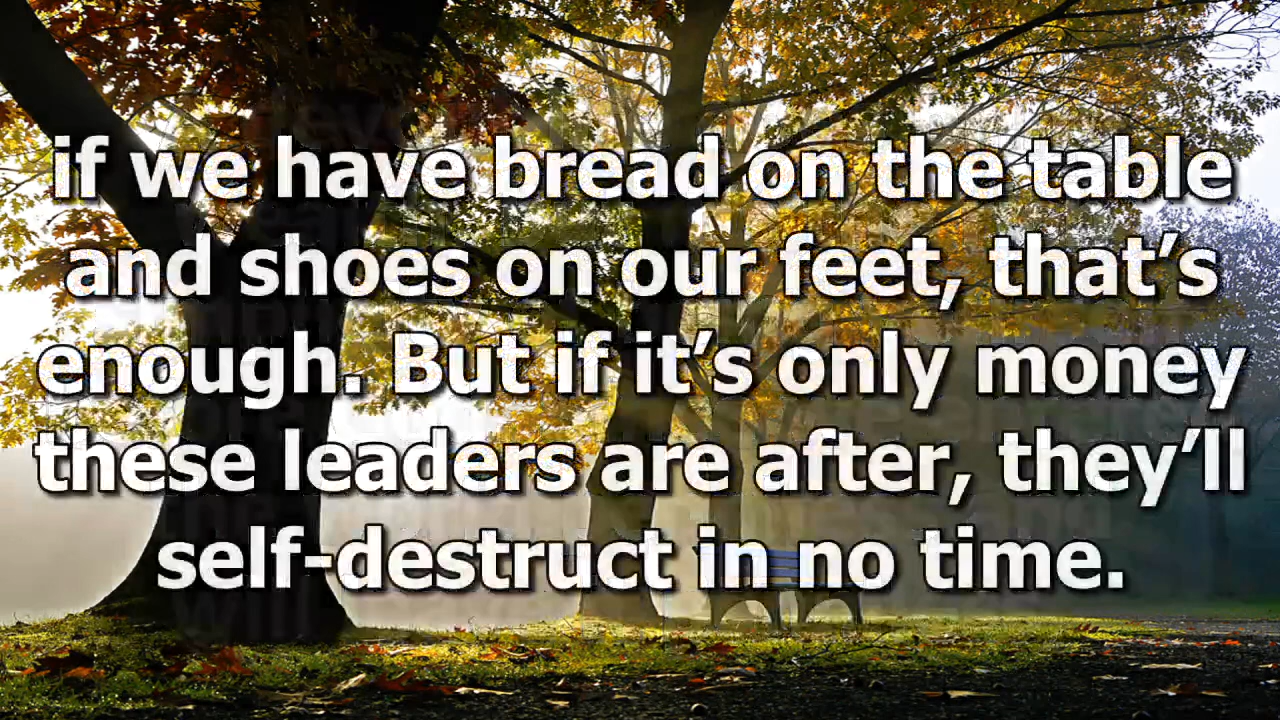 if we have bread on the table
and shoes on our feet, that’s
enough. But if it’s only money
these leaders are after, they’ll
self-destruct in no time.